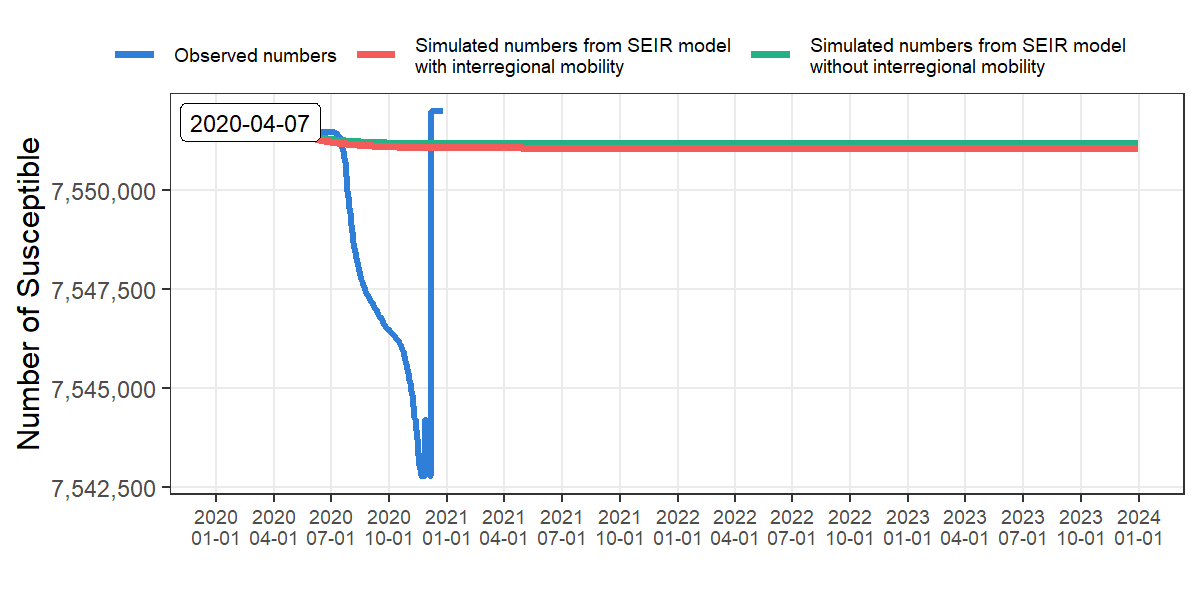 Observed numbers
Simulated numbers from SEIR model
with interregional mobility
Simulated numbers from SEIR model
without interregional mobility
2020-04-07
Number of Susceptible
7,550,000
7,547,500
7,545,000
7,542,500
2020 2020 2020 2020 2021 2021 2021 2021 2022 2022 2022 2022 2023 2023 2023 2023 2024
01-01 04-01 07-01 10-01 01-01 04-01 07-01 10-01 01-01 04-01 07-01 10-01 01-01 04-01 07-01 10-01 01-01